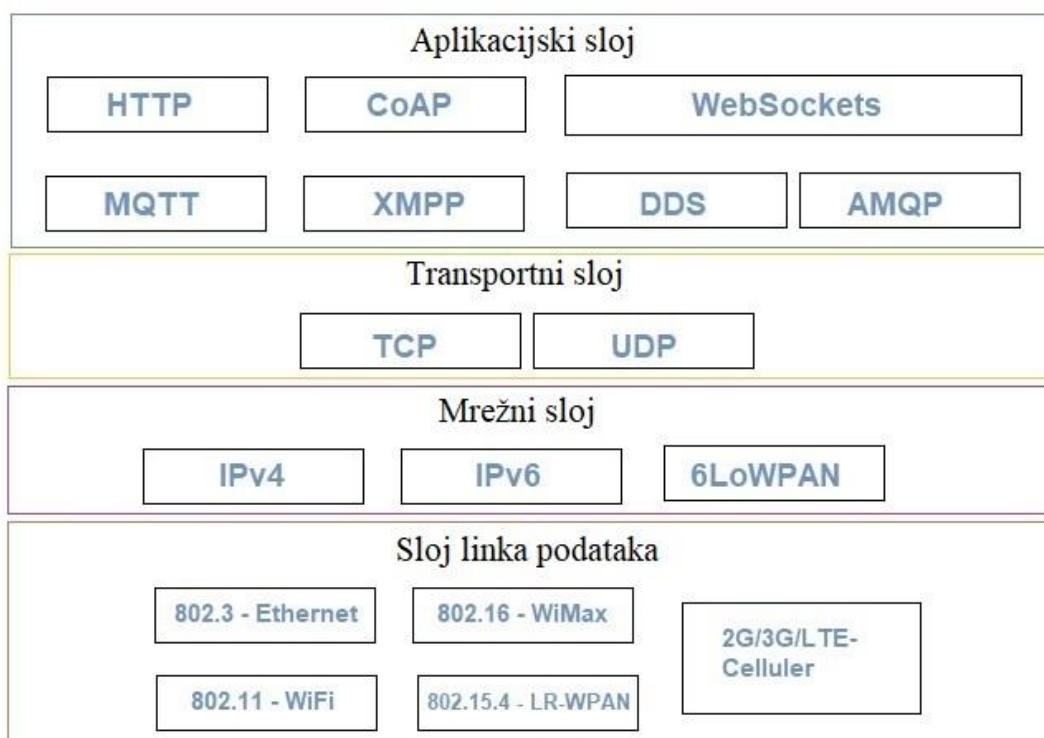 Aplikacijski sloj
HTTP
CoAP
WebSockets
MQTT
XMPP
DDS
AMQP
Transportni sloj
TCP
UDP
Mrežni sloj
IPv4
IPv6
6LoWPAN
Sloj linka podataka
802.3 - Ethernet
802.16 - WiMax
2G/3G/LTE-
Celluler
802.11 - WiFi
802.15.4 - LR-WPAN